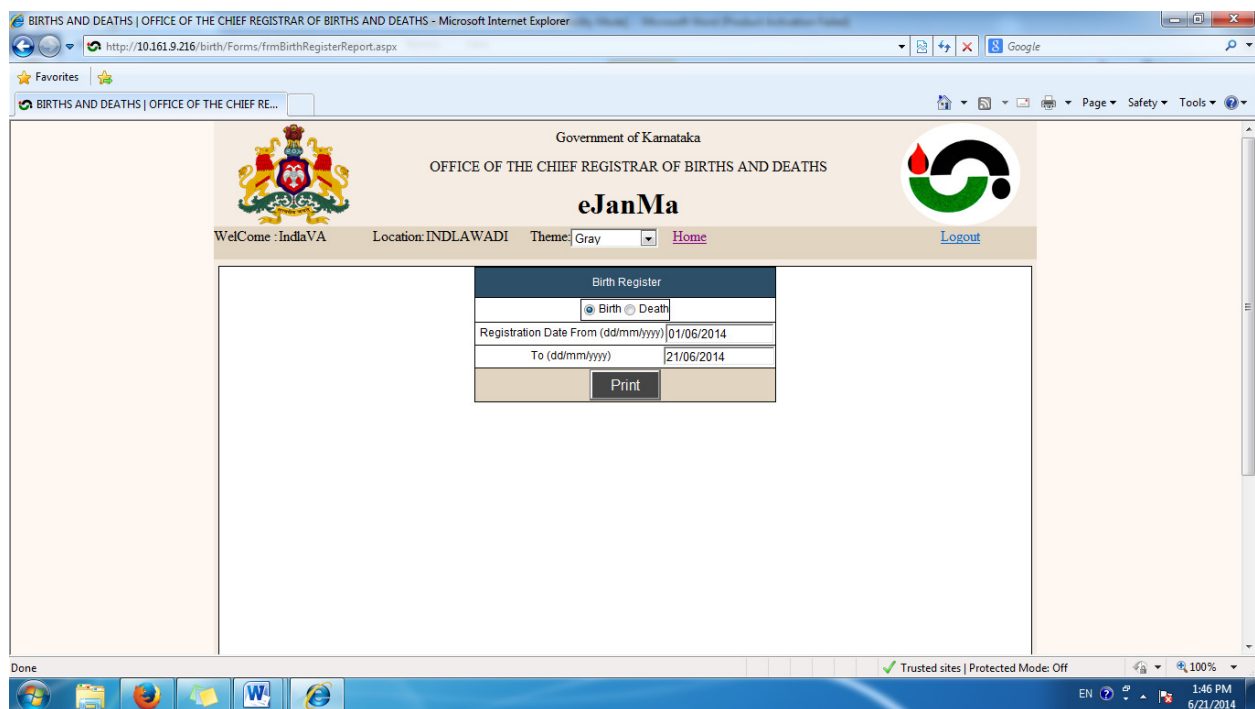 BIRTHS AND DEATHS | OFFICE OF THE CHIEF REGISTRAR OF BIRTHS AND DEATHS - Microsoft Internet Explorer
http://10.161.9.216/birth/Forms/frmBirthRegisterReport.aspx
Google
Favorites
BIRTHS AND DEATHS | OFFICE OF THE CHIEF RE...
Page Safety Tools
Government of Karnataka
OFFICE OF THE CHIEF REGISTRAR OF BIRTHS AND DEATHS
eJanMa
WelCome :IndlaVA Location:INDLAWADI Theme: Gray Home Logout
Birth Register
Birth Death
Registration Date From (dd/mm/yyyy) 01/06/2014
To (dd/mm/yyyy) 21/06/2014
Print
Done Trusted sites | Protected Mode: Off 100%
EN 1:46 PM
6/21/2014